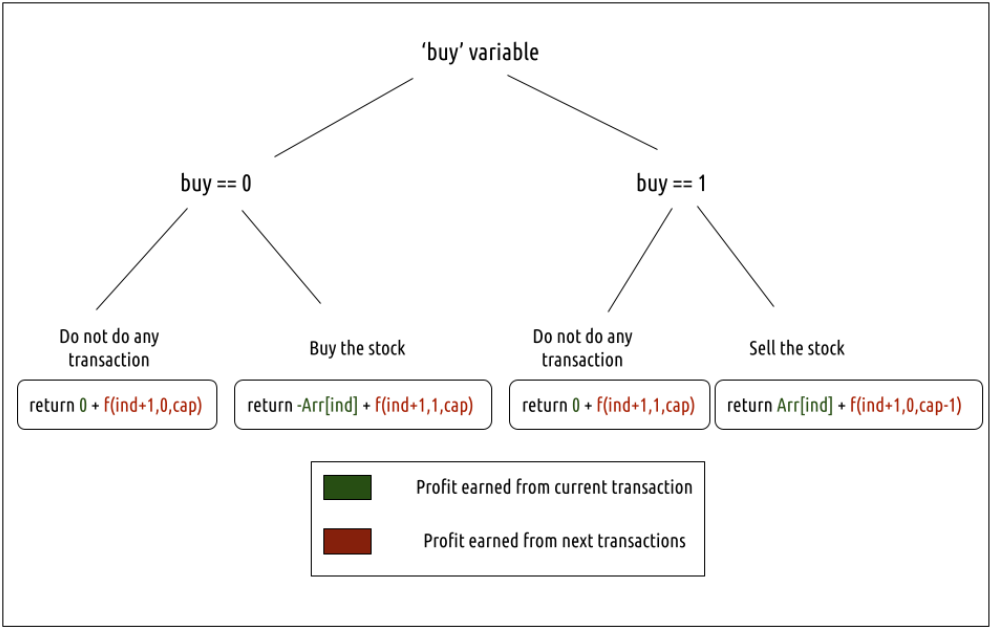 ‘buy’ variable
buy == 0
buy == 1
Do not do any
transaction
Buy the stock
Do not do any
transaction
Sell the stock
return 0 + f(ind+1,0,cap)
return -Arr[ind] + f(ind+1,1,cap)
return 0 + f(ind+1,1,cap)
return Arr[ind] + f(ind+1,0,cap-1)
Profit earned from current transaction
Profit earned from next transactions